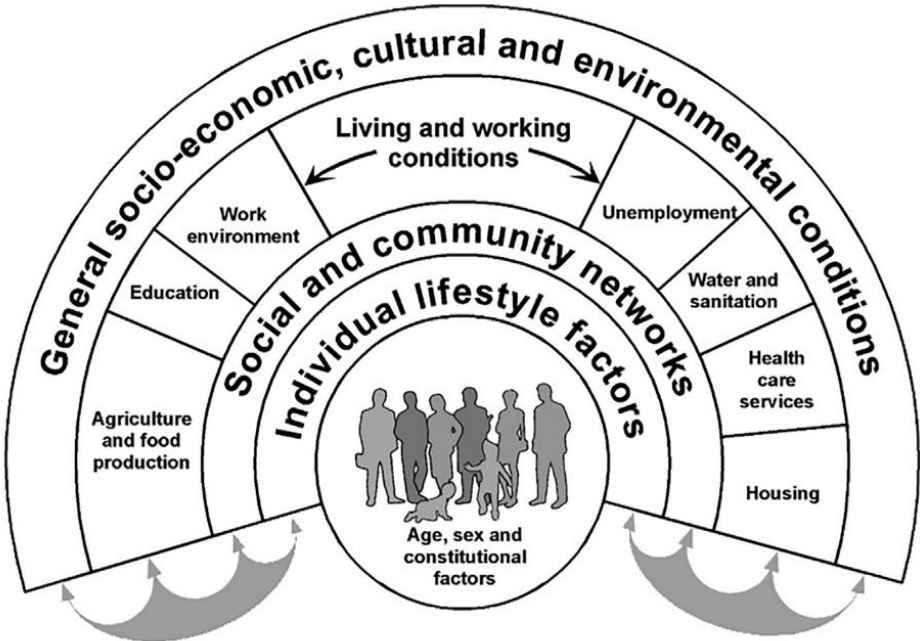 General socio-economic, cultural and environmental conditions
Living and working
conditions
Work
environment
Education
Agriculture
and food
production
Unemployment
Water and
sanitation
Health
care
services
Housing
Social and community networks
Individual lifestyle factors
Age, sex and
constitutional
factors